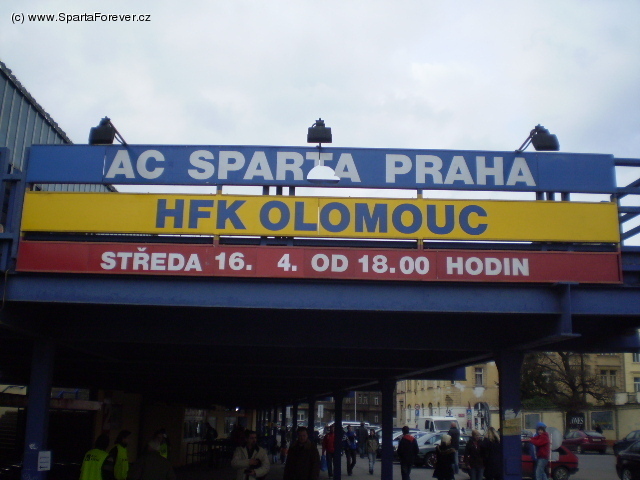 (c) www.SpartaForever.cz
AC SPARTA PRAHA
HFK OLOMOUC
STŘEDA 16. 4. OD 18.00 HODIN